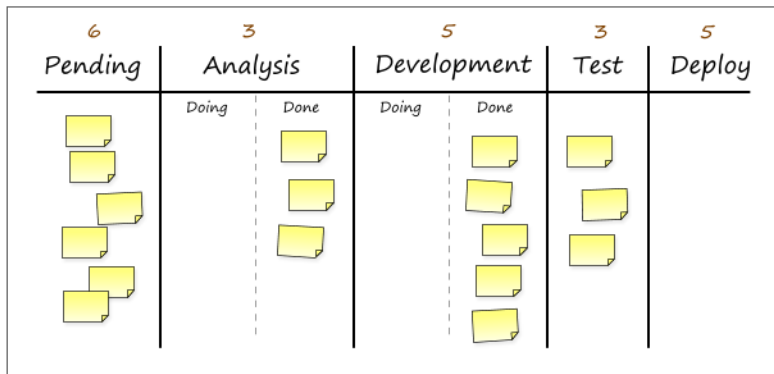 6 3 5 3 5
Pending Analysis Development Test Deploy
Doing Done Doing Done